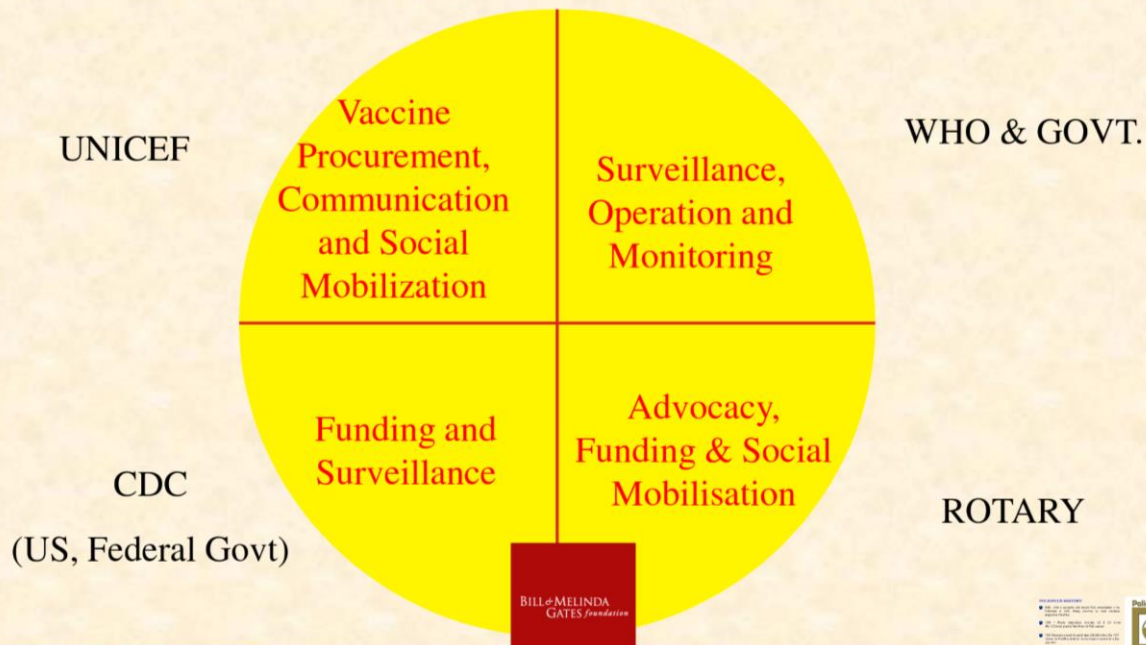 UNICEF
Vaccine
Procurement,
Communication
and Social
Mobilization
Surveillance,
Operation and
Monitoring
WHO & GOVT.
CDC
(US, Federal Govt)
Funding and
Surveillance
Advocacy,
Funding & Social
Mobilisation
ROTARY
BILL & MELINDA
GATES foundation